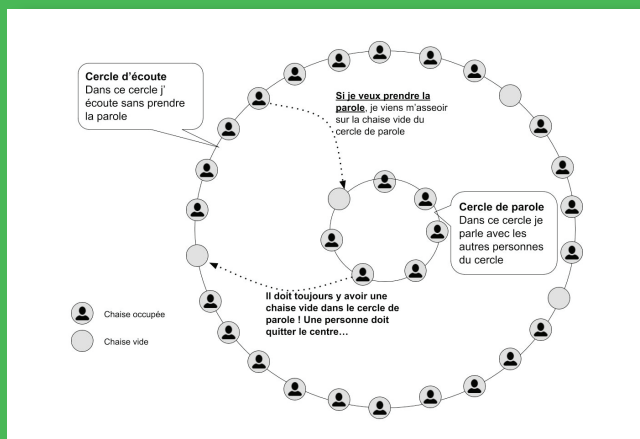 Cercle d'écoute
Dans ce cercle j'
écoute sans prendre
la parole
Si je veux prendre la
parole, je viens m'asseoir
sur la chaise vide du
cercle de parole
Cercle de parole
Dans ce cercle je
parle avec les
autres personnes
du cercle
Il doit toujours y avoir une
chaise vide dans le cercle de
parole ! Une personne doit
quitter le centre…
Chaise occupée
Chaise vide